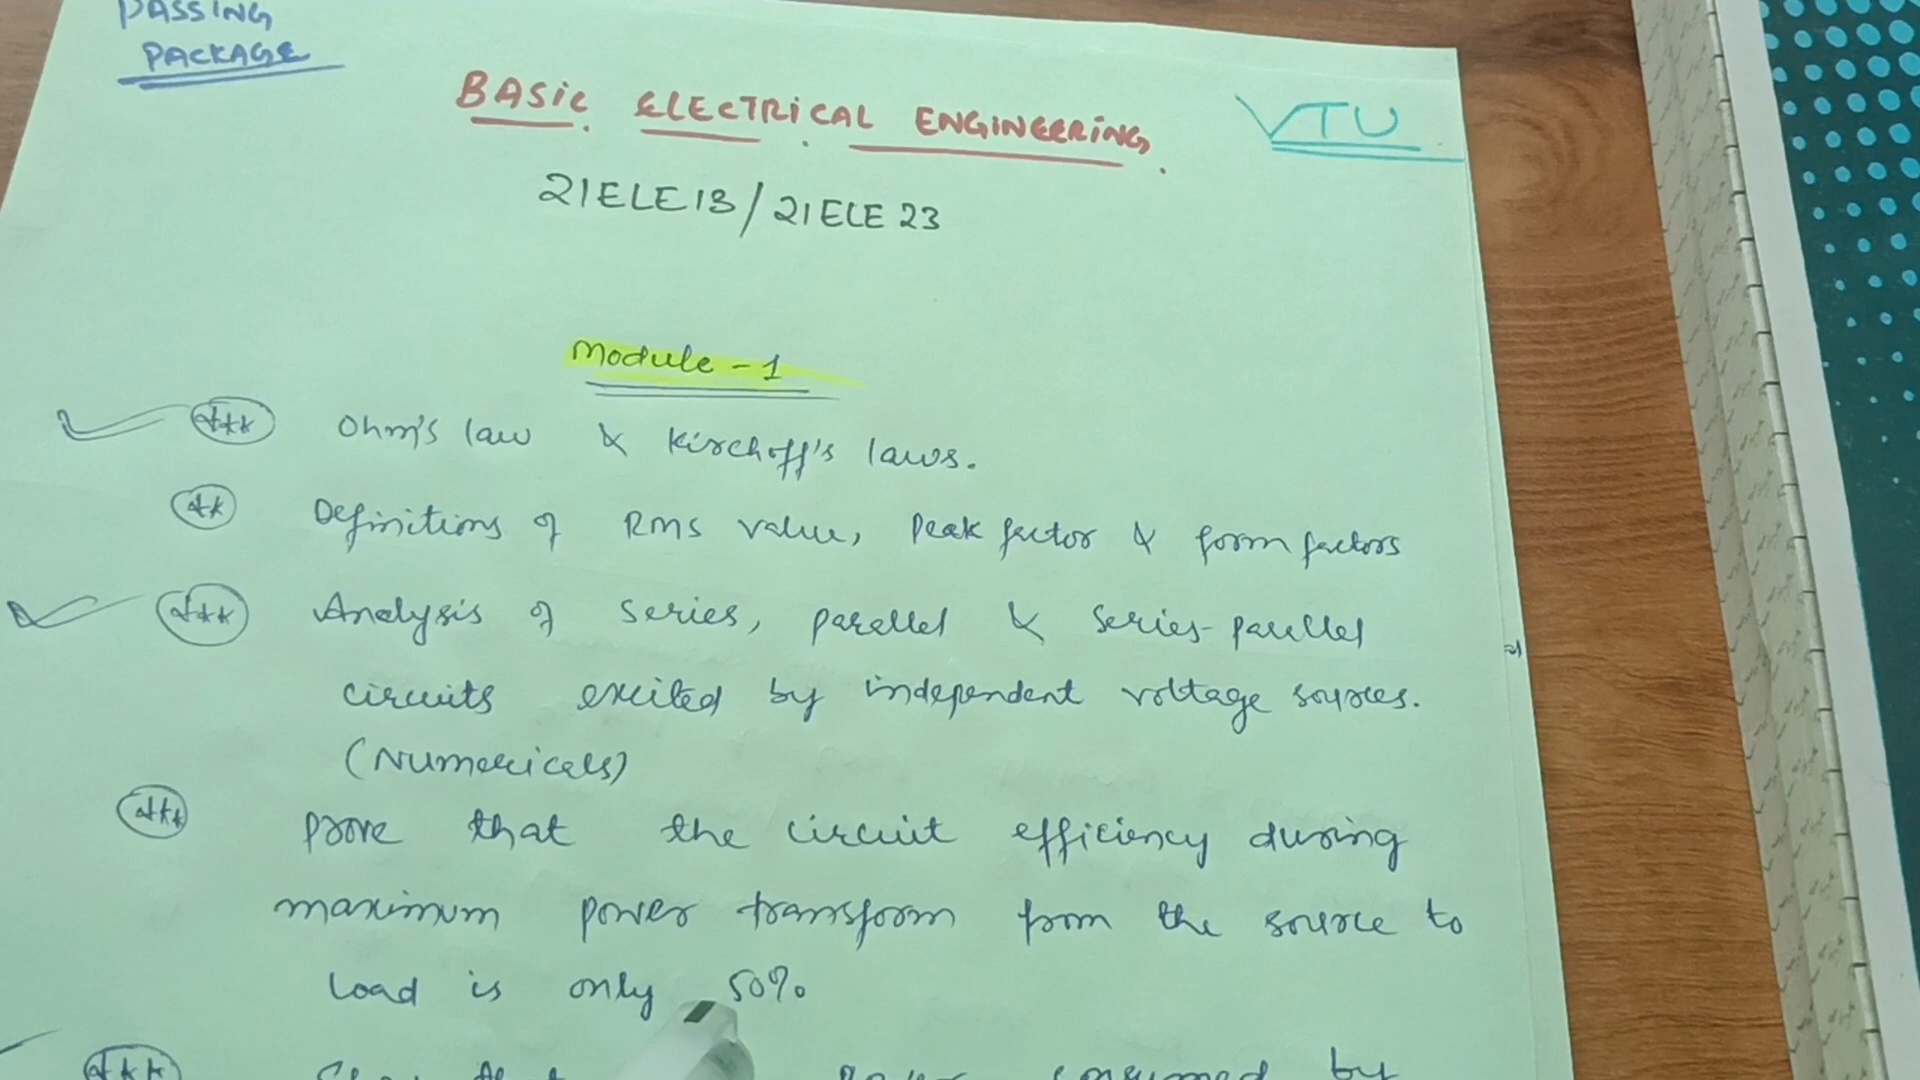 PASSING
PACKAGE
BASIC ELECTRICAL ENGINEERING.
VTU
21ELE13/21ELE23
Module-1
*** Ohm's law & Kirchoff's laws.
** Definitions of RMS value, Peak factor & form factors
*** Analysis of series, parallel & series-parallel
circuits excited by independent voltage sources.
(Numericals)
*** Prove that the circuit efficiency during
maximum power transform from the source to
load is only 50%
*** consumed by